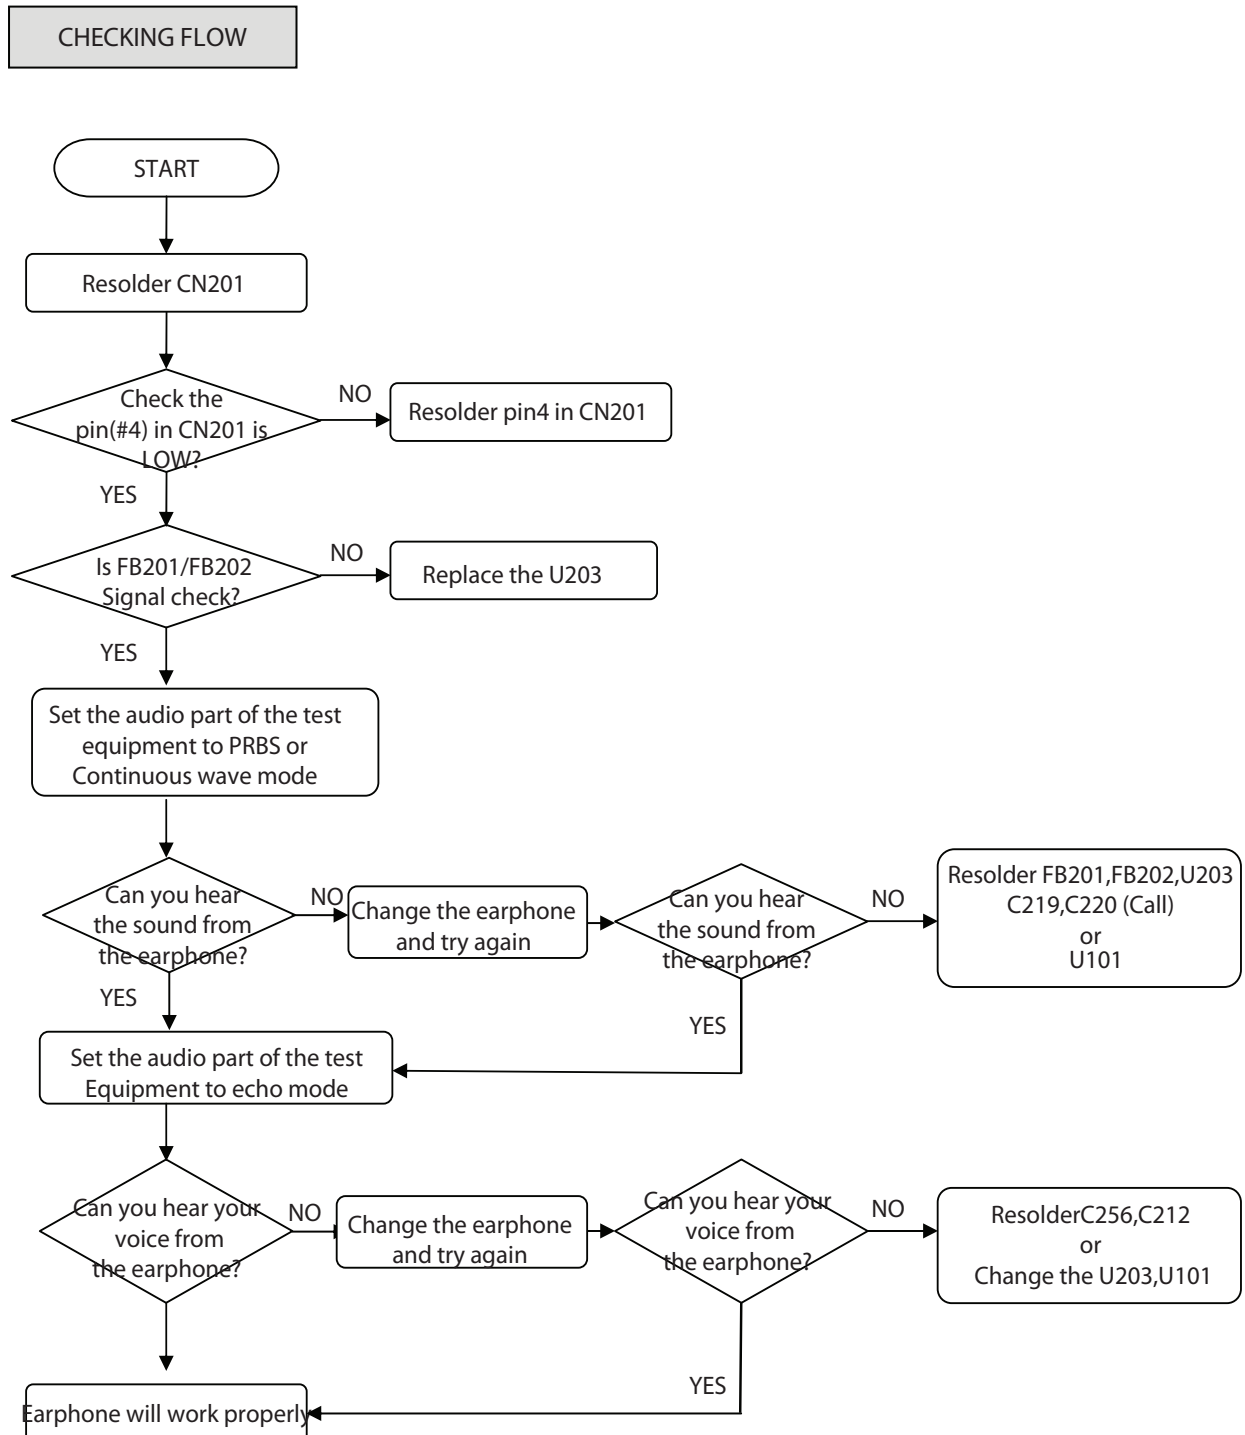 CHECKING FLOW
START
Resolder CN201
Check the
pin(#4) in CN201 is
LOW?
NO
Resolder pin4 in CN201
YES
Is FB201/FB202
Signal check?
NO
Replace the U203
YES
Set the audio part of the test
equipment to PRBS or
Continuous wave mode
Can you hear
the sound from
the earphone?
NO
Change the earphone
and try again
Can you hear
the sound from
the earphone?
NO
Resolder FB201,FB202,U203
C219,C220 (Call)
or
U101
YES
YES
Set the audio part of the test
Equipment to echo mode
Can you hear your
voice from
the earphone?
NO
Change the earphone
and try again
Can you hear your
voice from
the earphone?
NO
ResolderC256,C212
or
Change the U203,U101
YES
Earphone will work properly